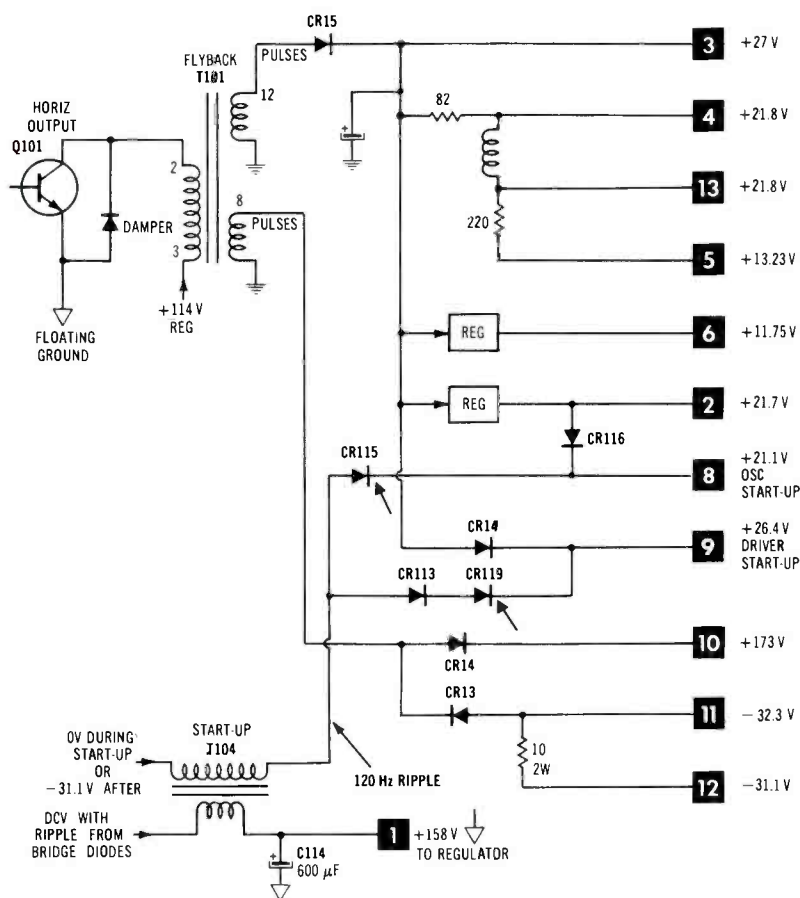 CR15
3 +27 V
FLYBACK
T101
PULSES
12
HORIZ
OUTPUT
Q101
82
4 +21.8 V
2
13 +21.8 V
8
PULSES
DAMPER
220
3
5 +13.23 V
+114 V
REG
FLOATING
GROUND
REG
6 +11.75 V
REG
2 +21.7 V
CR116
CR115
8 +21.1 V
OSC
START-UP
CR14
9 +26.4 V
DRIVER
START-UP
CR113
CR119
10 +173 V
CR14
CR13
11 - 32.3 V
0V DURING
START-UP
OR
-31.1 V AFTER
START-UP
T104
120 Hz RIPPLE
10
2W
12 -31.1 V
DCV WITH
RIPPLE FROM
BRIDGE DIODES
1 +158 V
TO REGULATOR
+
C114
600 μF